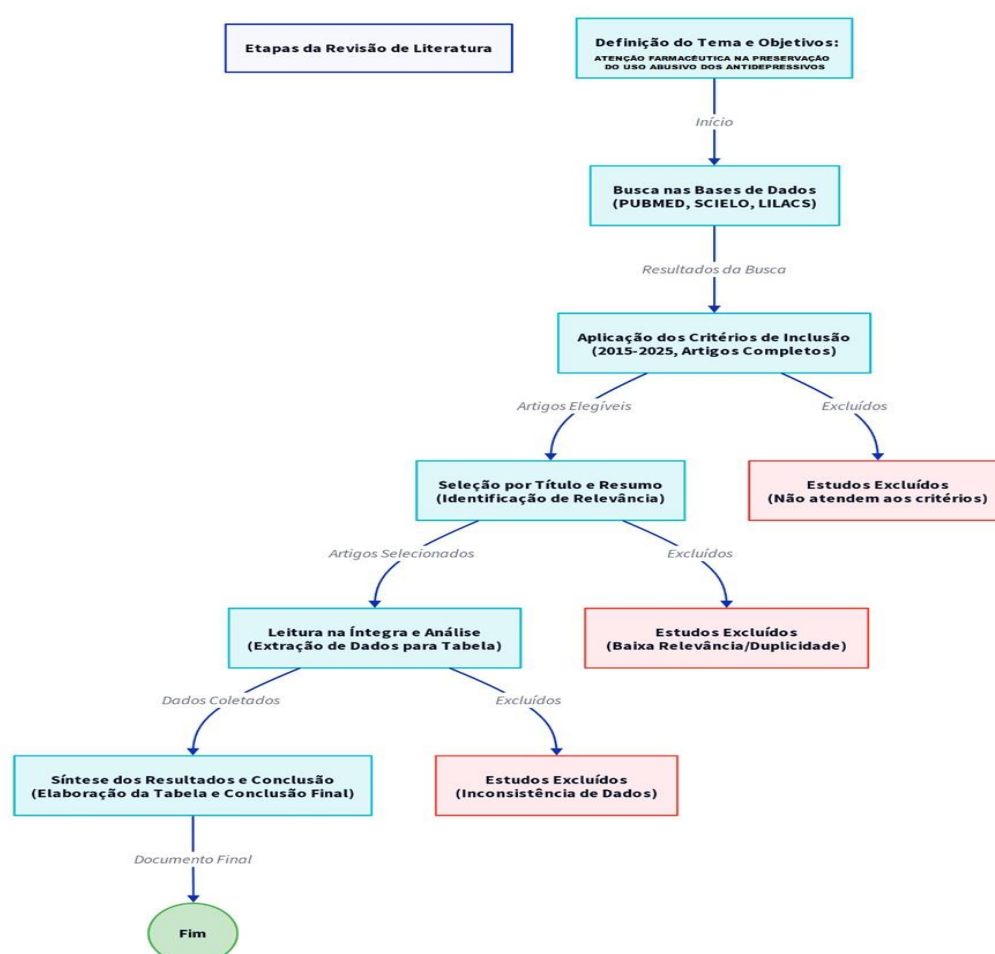 Etapas da Revisão de Literatura
Definição do Tema e Objetivos:
ATENÇÃO FARMACÊUTICA NA PRESERVAÇÃO
DO USO ABUSIVO DOS ANTIDEPRESSIVOS
Início
Busca nas Bases de Dados
(PUBMED, SCIELO, LILACS)
Resultados da Busca
Aplicação dos Critérios de Inclusão
(2015-2025, Artigos Completos)
Artigos Elegíveis
Excluídos
Seleção por Título e Resumo
(Identificação de Relevância)
Estudos Excluídos
(Não atendem aos critérios)
Artigos Selecionados
Excluídos
Leitura na Íntegra e Análise
(Extração de Dados para Tabela)
Estudos Excluídos
(Baixa Relevância/Duplicidade)
Dados Coletados
Excluídos
Síntese dos Resultados e Conclusão
(Elaboração da Tabela e Conclusão Final)
Estudos Excluídos
(Inconsistência de Dados)
Documento Final
Fim